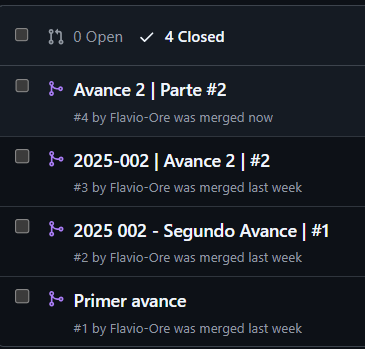 0 Open 4 Closed
Avance 2 | Parte #2
#4 by Flavio-Ore was merged now
2025-002 | Avance 2 | #2
#3 by Flavio-Ore was merged last week
2025 002 - Segundo Avance | #1
#2 by Flavio-Ore was merged last week
Primer avance
#1 by Flavio-Ore was merged last week